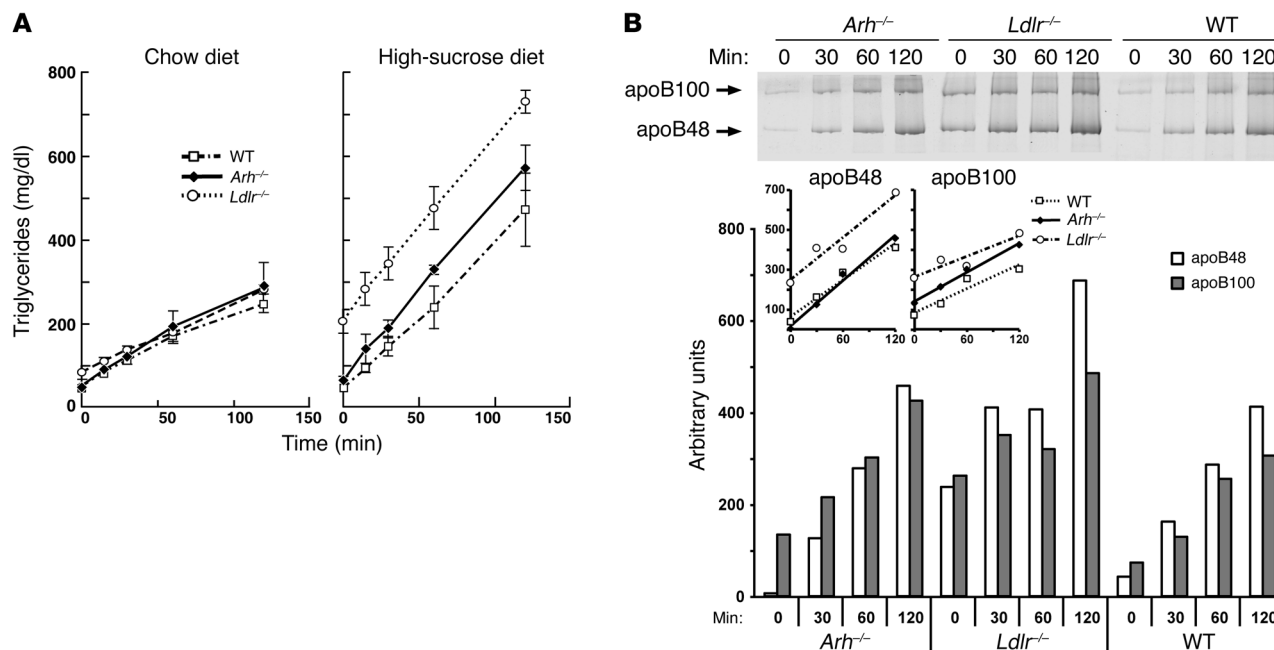 A
Chow diet
High-sucrose diet
Triglycerides (mg/dl)
800
600
400
200
0
WT
Arh–/–
Ldlr–/–
0 50 100 150
0 50 100 150
Time (min)
B
Arh–/– Ldlr–/– WT
Min: 0 30 60 120 0 30 60 120 0 30 60 120
apoB100
apoB48
apoB48 apoB100
700
500
300
100
0 60 120
0 60 120
WT
Arh–/–
Ldlr–/–
apoB48
apoB100
Arbitrary units
800
600
400
200
0
Min: 0 30 60 120 0 30 60 120 0 30 60 120
Arh–/– Ldlr–/– WT